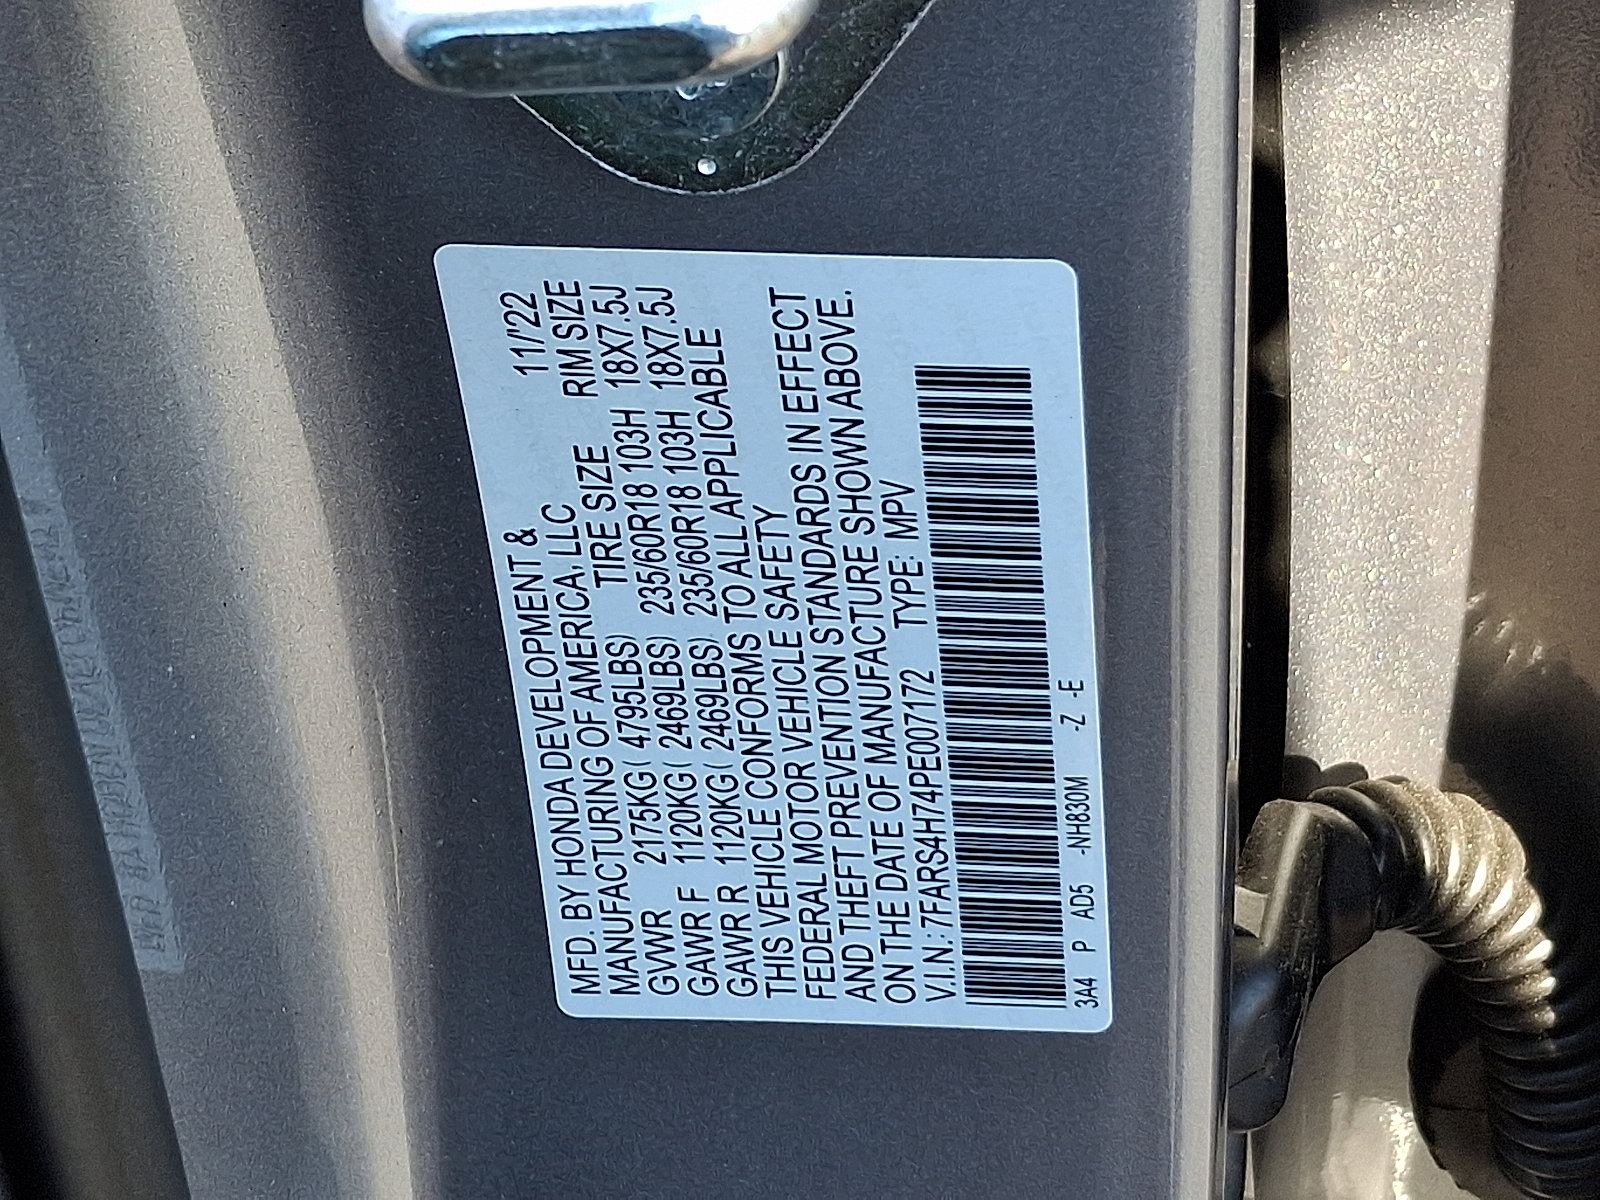 MFD. BY HONDA DEVELOPMENT &
MANUFACTURING OF AMERICA, LLC 11/'22
GVWR TIRE SIZE RIM SIZE
2175KG ( 4795LBS) 235/60R18 103H 18X7.5J
GAWR F 1120KG ( 2469LBS) 235/60R18 103H 18X7.5J
GAWR R 1120KG ( 2469LBS)
THIS VEHICLE CONFORMS TO ALL APPLICABLE
FEDERAL MOTOR VEHICLE SAFETY
AND THEFT PREVENTION STANDARDS IN EFFECT
ON THE DATE OF MANUFACTURE SHOWN ABOVE.
V.I.N.: 7FARS4H74PE007172 TYPE: MPV
3A4 P AD5 -NH830M -Z -E